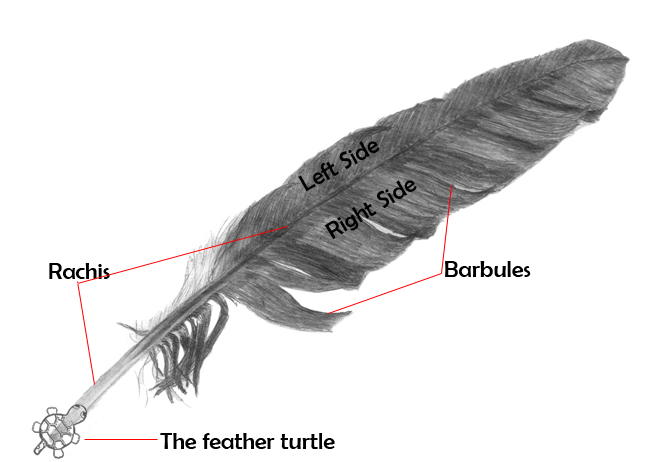 Left Side
Right Side
Rachis
Barbules
The feather turtle